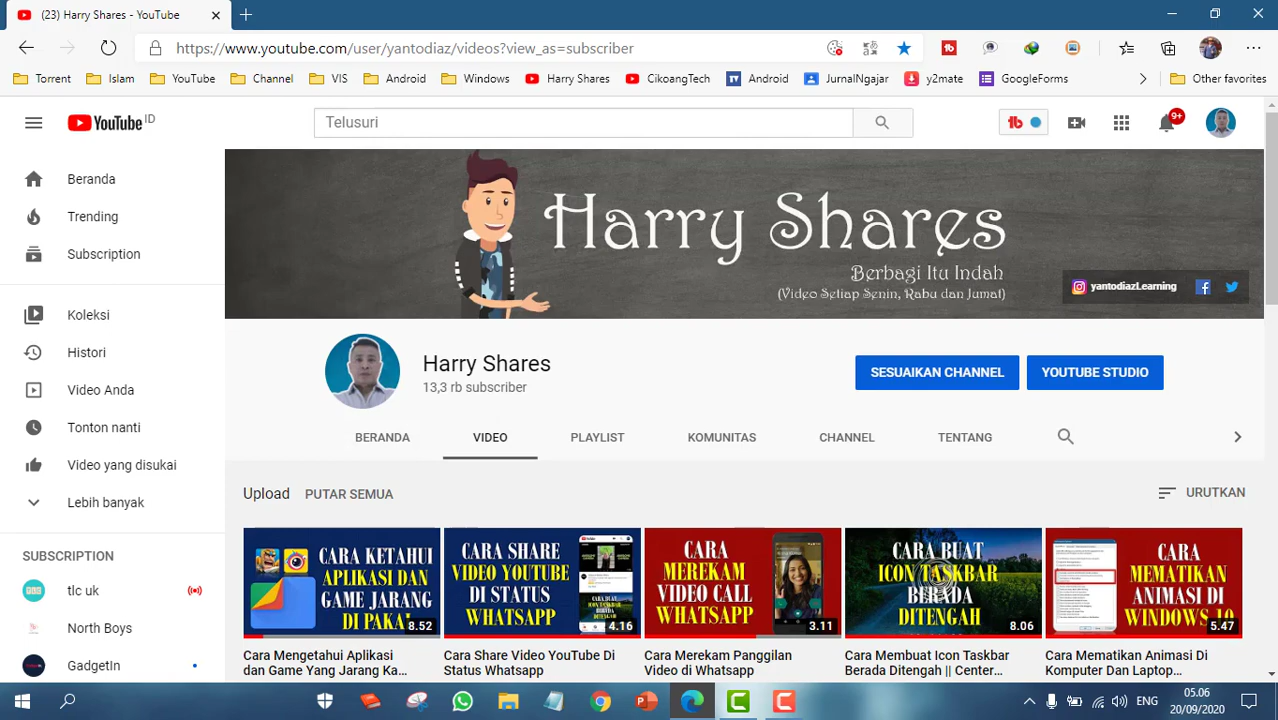 (23) Harry Shares - YouTube
https://www.youtube.com/user/yantodiaz/videos?view_as=subscriber
Torrent Islam YouTube Channel VIS Android Windows Harry Shares CikoangTech Android JurnalNgajar y2mate GoogleForms Other favorites
YouTube ID
Telusuri
9+
Beranda
Trending
Subscription
Koleksi
Histori
Video Anda
Tonton nanti
Video yang disukai
Lebih banyak
SUBSCRIPTION
tlc uk
North Boys
GadgetIn
Harry Shares
Berbagi Itu Indah
(Video Setiap Senin, Rabu dan Jumat)
yantodiazLearning
Harry Shares
13,3 rb subscriber
SESUAIKAN CHANNEL
YOUTUBE STUDIO
BERANDA VIDEO PLAYLIST KOMUNITAS CHANNEL TENTANG
Upload PUTAR SEMUA
URUTKAN
CARA KETAHUI
APLIKASI DAN
GAME JARANG
DI PAKAI
8.52
Cara Mengetahui Aplikasi
dan Game Yang Jarang Ka...
CARA SHARE
VIDEO YOUTUBE
DI STATUS
WHATSAPP
4.16
Cara Share Video YouTube Di
Status Whatsapp
CARA
MEREKAM
VIDEO CALL
WHATSAPP
3.11
Cara Merekam Panggilan
Video di Whatsapp
CARA BUAT
ICON TASKBAR
BERADA
DITENGAH
8.06
Cara Membuat Icon Taskbar
Berada Ditengah || Center...
CARA
MEMATIKAN
ANIMASI DI
WINDOWS 10
5.47
Cara Mematikan Animasi Di
Komputer Dan Laptop...
ENG
05.06
20/09/2020